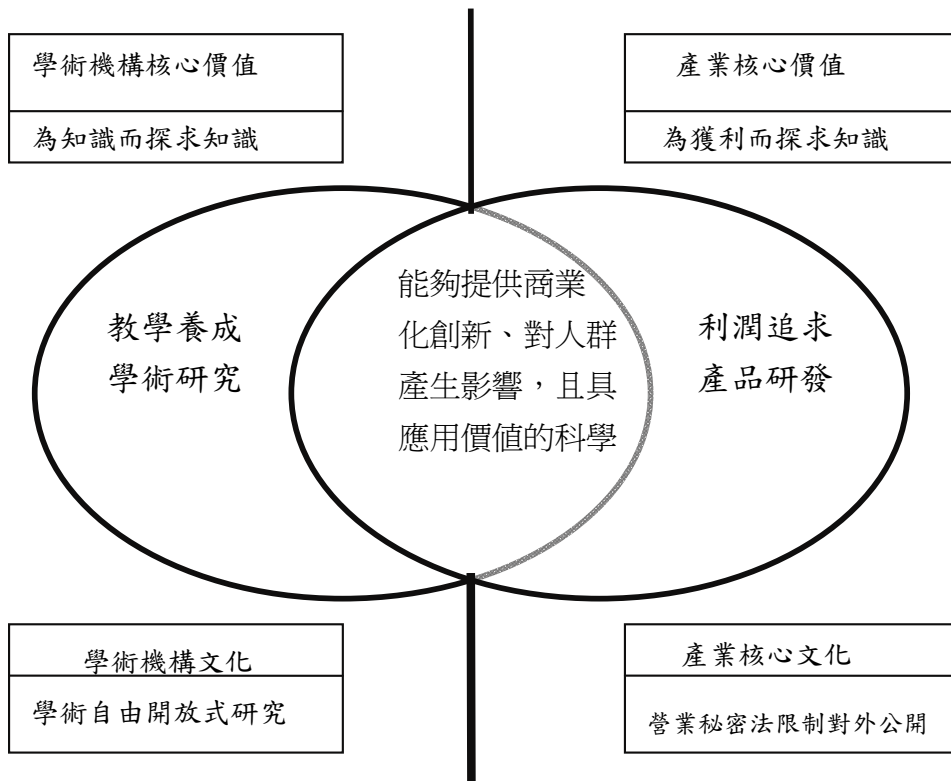 學術機構核心價值
為知識而探求知識
產業核心價值
為獲利而探求知識
教學養成
學術研究
能夠提供商業
化創新、對人群
產生影響，且具
應用價值的科學
利潤追求
產品研發
學術機構文化
學術自由開放式研究
產業核心文化
營業秘密法限制對外公開